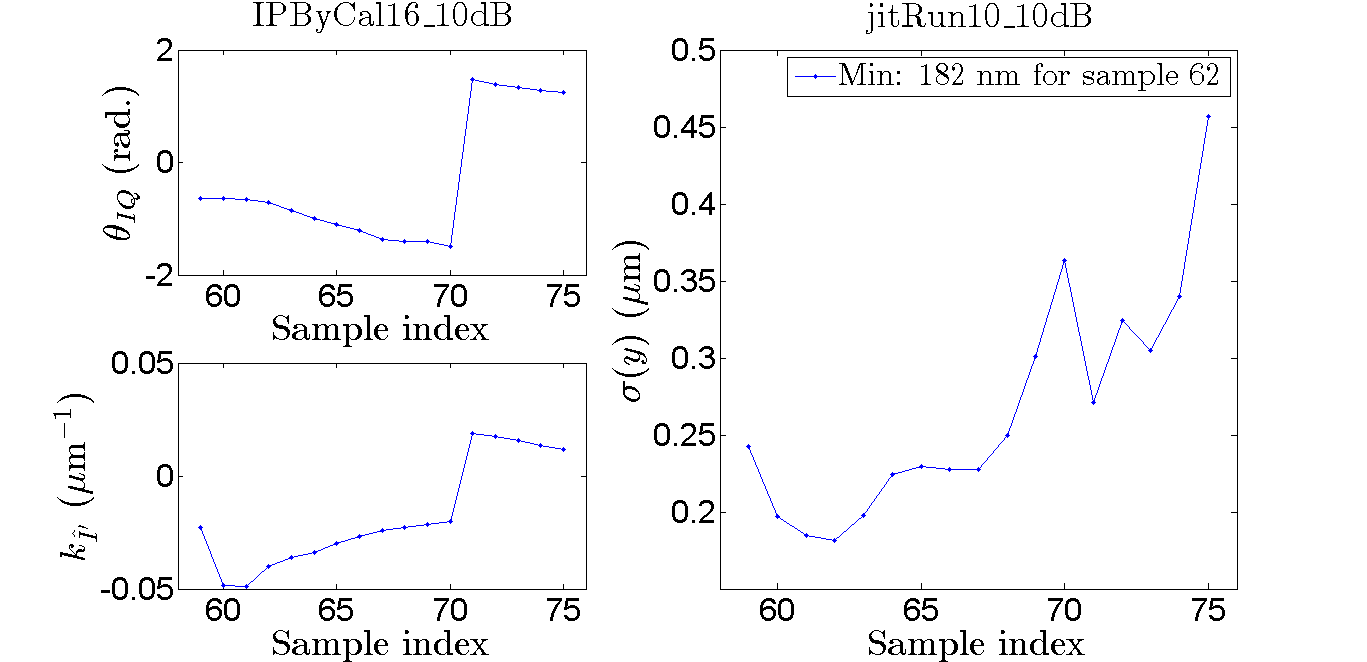 IPByCal16_10dB
2
0
-2
θ_IQ (rad.)
60 65 70 75
Sample index
0.05
0
-0.05
k_Î′ (μm⁻¹)
60 65 70 75
Sample index
jitRun10_10dB
Min: 182 nm for sample 62
0.5
0.45
0.4
0.35
0.3
0.25
0.2
σ(y) (μm)
60 65 70 75
Sample index